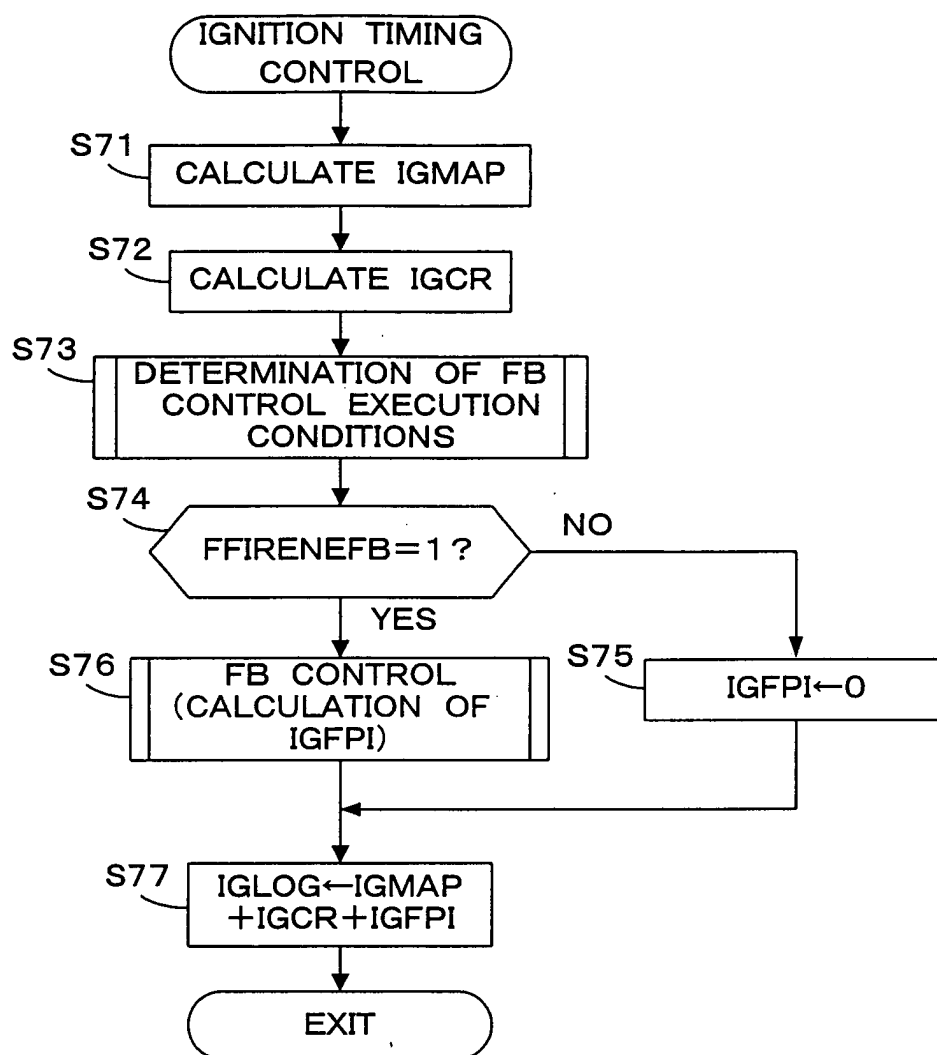 IGNITION TIMING
CONTROL
S71
CALCULATE IGMAP
S72
CALCULATE IGCR
S73
DETERMINATION OF FB
CONTROL EXECUTION
CONDITIONS
S74
FFIRENEFB=1?
NO
YES
S76
FB CONTROL
(CALCULATION OF
IGFPI)
S75
IGFPI←0
S77
IGLOG←IGMAP
+IGCR+IGFPI
EXIT